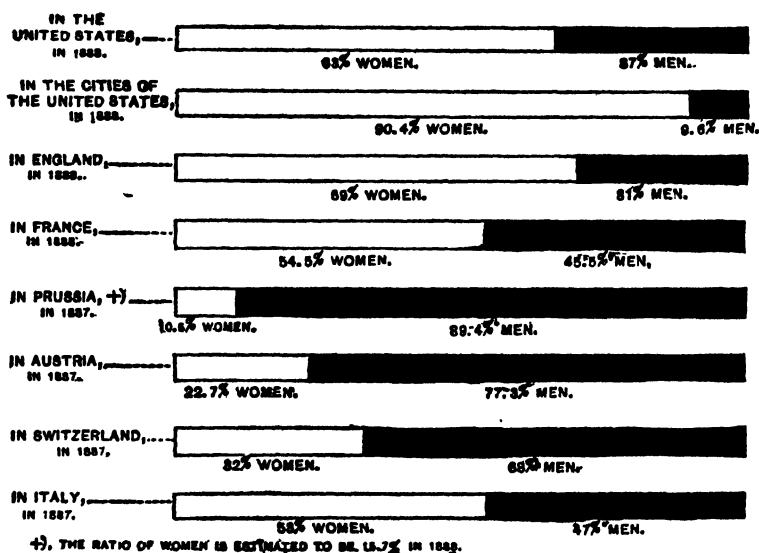 IN THE
UNITED STATES,
IN 1888.
63% WOMEN.
37% MEN.
IN THE CITIES OF
THE UNITED STATES,
IN 1888.
90.4% WOMEN.
9.6% MEN.
IN ENGLAND,
IN 1888.
69% WOMEN.
31% MEN.
IN FRANCE,
IN 1888.
54.5% WOMEN.
45.5% MEN,
IN PRUSSIA, +)
IN 1887.
10.6% WOMEN.
89.4% MEN.
IN AUSTRIA,
IN 1887.
22.7% WOMEN.
77.3% MEN.
IN SWITZERLAND,
IN 1887,
32% WOMEN.
68% MEN.
IN ITALY,
IN 1887.
53% WOMEN.
47% MEN.
+). THE RATIO OF WOMEN IS ESTIMATED TO BE IN